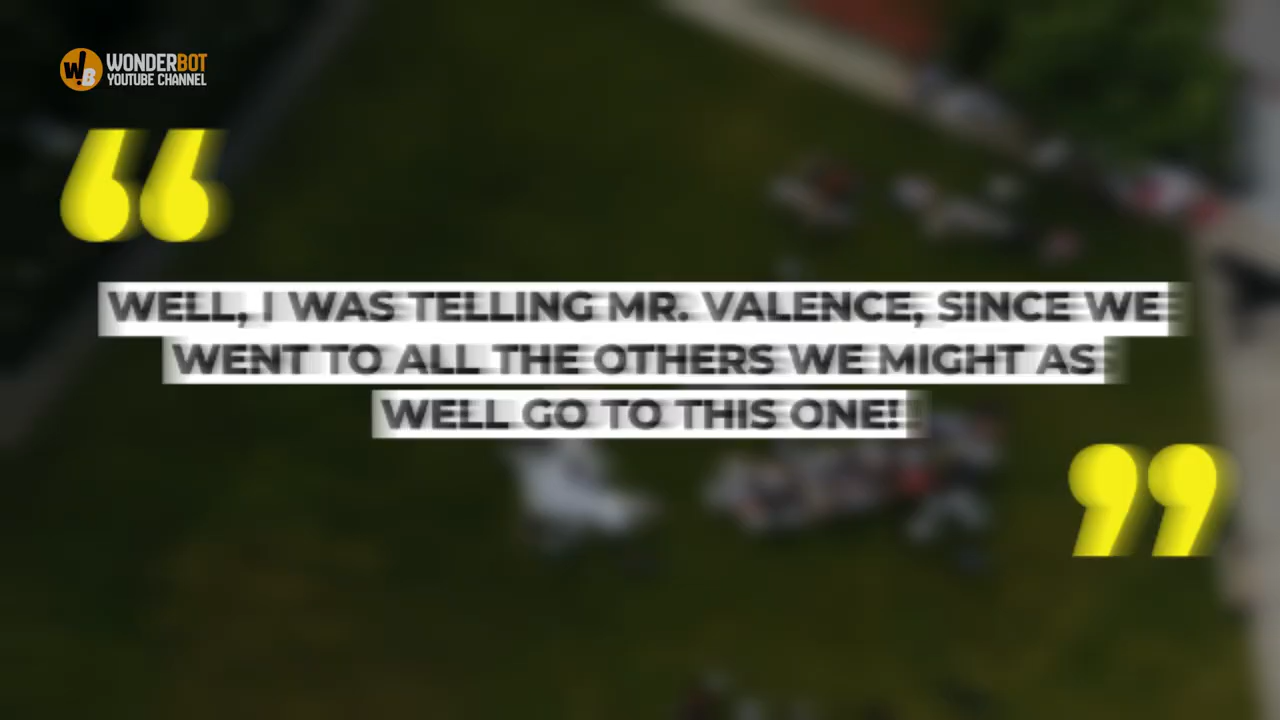 WONDERBOT
YOUTUBE CHANNEL
WELL, I WAS TELLING MR. VALENCE, SINCE WE
WENT TO ALL THE OTHERS WE MIGHT AS
WELL GO TO THIS ONE!